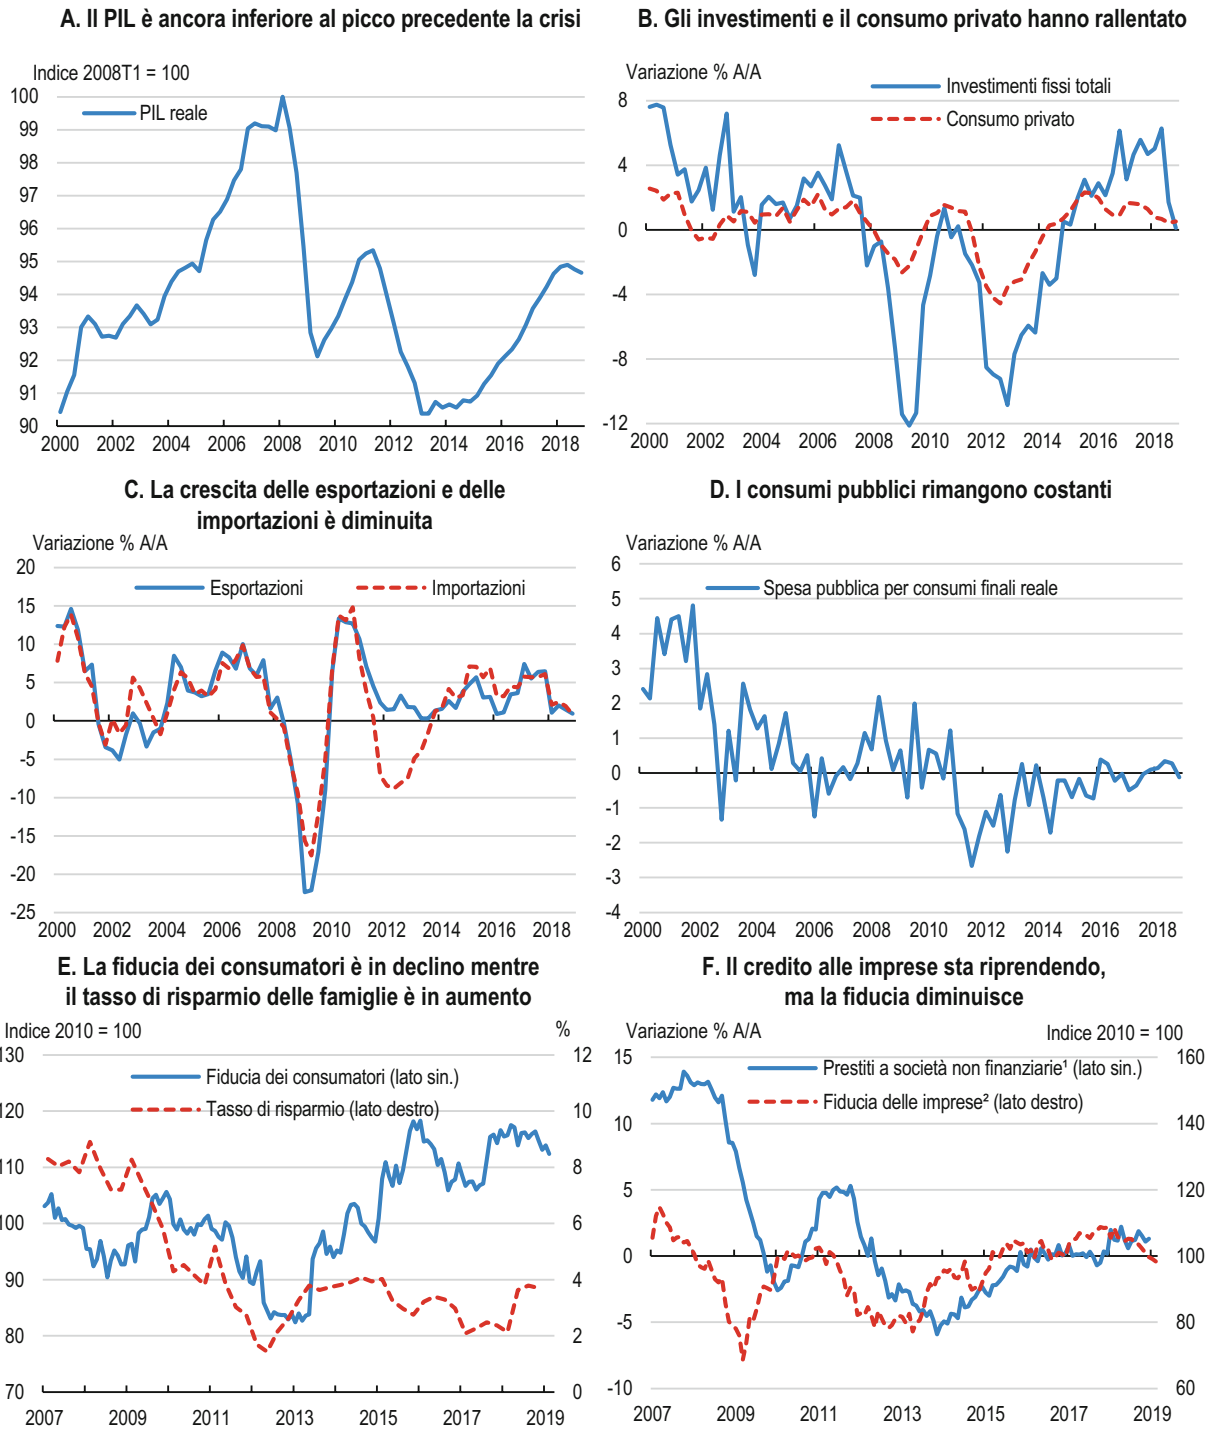 A. Il PIL è ancora inferiore al picco precedente la crisi
Indice 2008T1 = 100
PIL reale
100
99
98
97
96
95
94
93
92
91
90
2000 2002 2004 2006 2008 2010 2012 2014 2016 2018
B. Gli investimenti e il consumo privato hanno rallentato
Variazione % A/A
Investimenti fissi totali
Consumo privato
8
4
0
-4
-8
-12
2000 2002 2004 2006 2008 2010 2012 2014 2016 2018
C. La crescita delle esportazioni e delle
importazioni è diminuita
Variazione % A/A
Esportazioni
Importazioni
20
15
10
5
0
-5
-10
-15
-20
-25
2000 2002 2004 2006 2008 2010 2012 2014 2016 2018
D. I consumi pubblici rimangono costanti
Variazione % A/A
Spesa pubblica per consumi finali reale
6
5
4
3
2
1
0
-1
-2
-3
-4
2000 2002 2004 2006 2008 2010 2012 2014 2016 2018
E. La fiducia dei consumatori è in declino mentre
il tasso di risparmio delle famiglie è in aumento
Indice 2010 = 100
%
Fiducia dei consumatori (lato sin.)
Tasso di risparmio (lato destro)
130
120
110
100
90
80
70
12
10
8
6
4
2
0
2007 2009 2011 2013 2015 2017 2019
F. Il credito alle imprese sta riprendendo,
ma la fiducia diminuisce
Variazione % A/A
Indice 2010 = 100
Prestiti a società non finanziarie¹ (lato sin.)
Fiducia delle imprese² (lato destro)
15
10
5
0
-5
-10
160
140
120
100
80
60
2007 2009 2011 2013 2015 2017 2019